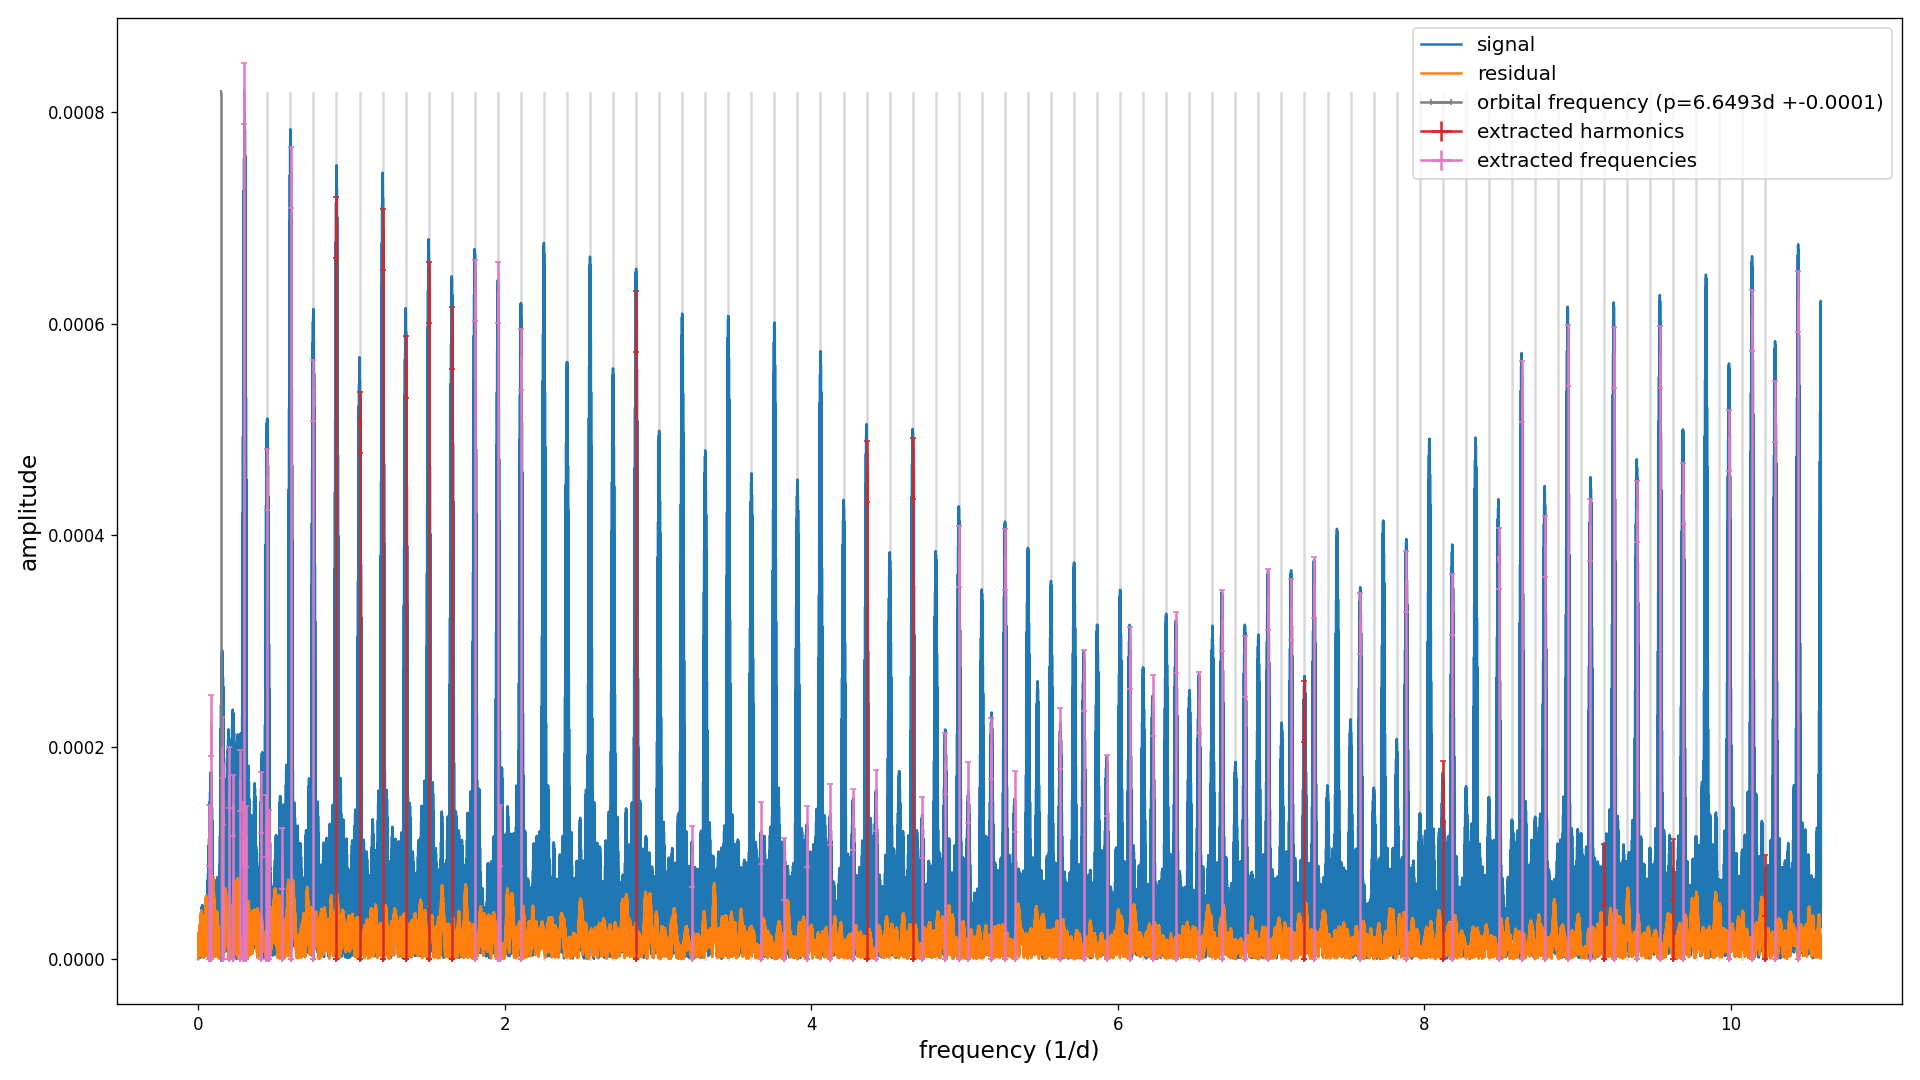 signal
residual
orbital frequency (p=6.6493d +-0.0001)
extracted harmonics
extracted frequencies
amplitude
0.0008
0.0006
0.0004
0.0002
0.0000
0 2 4 6 8 10
frequency (1/d)